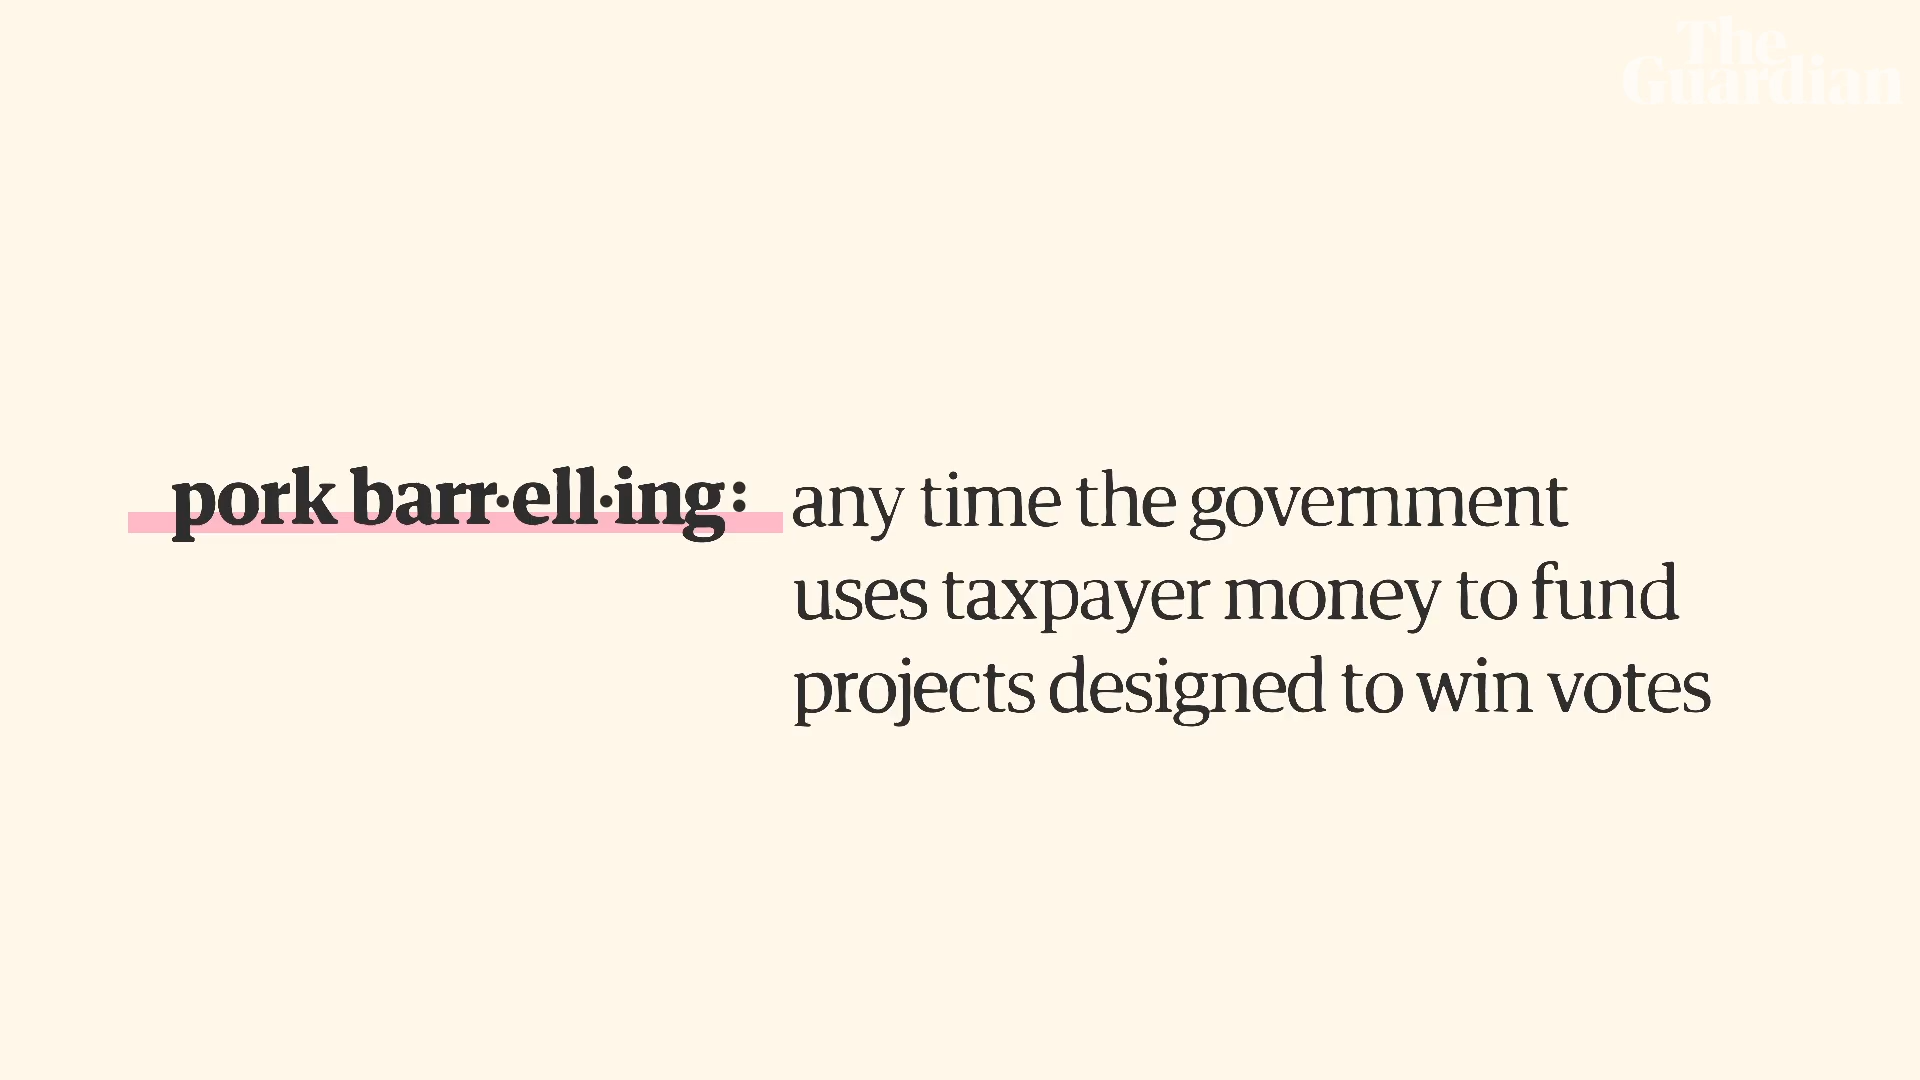 The
Guardian
pork barr·ell·ing: any time the government
uses taxpayer money to fund
projects designed to win votes